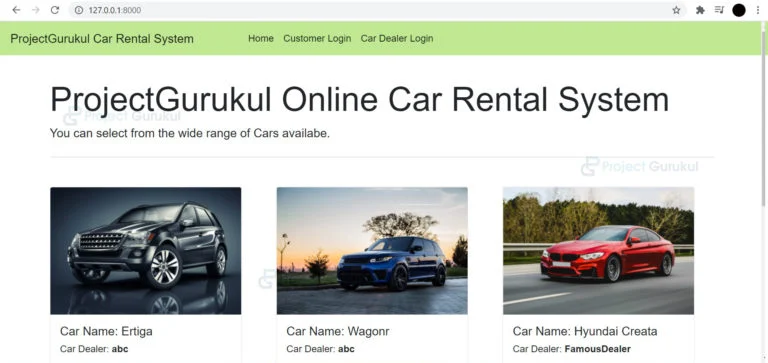 127.0.0.1:8000
ProjectGurukul Car Rental System Home Customer Login Car Dealer Login
ProjectGurukul Online Car Rental System
Project Gurukul
You can select from the wide range of Cars availabe.
Project Gurukul
Car Name: Ertiga Car Name: Wagonr Car Name: Hyundai Creata
Car Dealer: abc Car Dealer: abc Car Dealer: FamousDealer